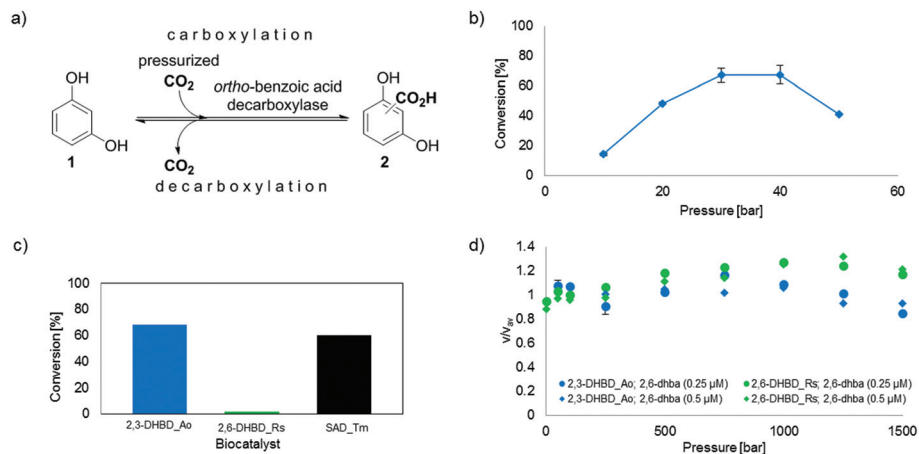 a)
carboxylation
pressurized
CO2
ortho-benzoic acid
decarboxylase
OH
OH
1
CO2
decarboxylation
OH
CO2H
OH
2
b)
Conversion [%]
100
80
60
40
20
0
0 20 40 60
Pressure [bar]
c)
Conversion [%]
100
80
60
40
20
0
2,3-DHBD_Ao 2,6-DHBD_Rs SAD_Tm
Biocatalyst
d)
v/vav
1.4
1.2
1
0.8
0.6
0.4
0.2
0
2,3-DHBD_Ao; 2,6-dhba (0.25 µM) 2,6-DHBD_Rs; 2,6-dhba (0.25 µM)
2,3-DHBD_Ao; 2,6-dhba (0.5 µM) 2,6-DHBD_Rs; 2,6-dhba (0.5 µM)
0 500 1000 1500
Pressure [bar]